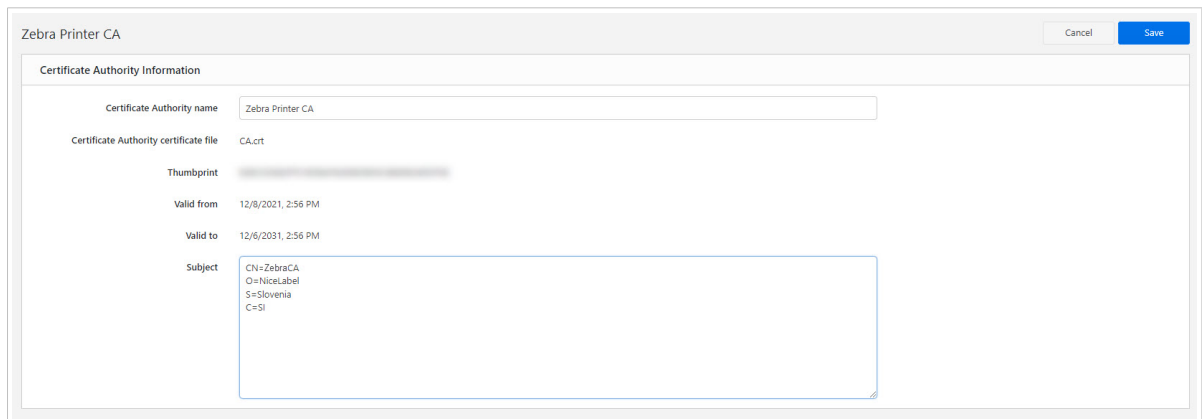 Zebra Printer CA
Cancel
Save
Certificate Authority Information
Certificate Authority name
Zebra Printer CA
Certificate Authority certificate file
CA.crt
Thumbprint
Valid from
12/8/2021, 2:56 PM
Valid to
12/6/2031, 2:56 PM
Subject
CN=ZebraCA
O=NiceLabel
S=Slovenia
C=SI